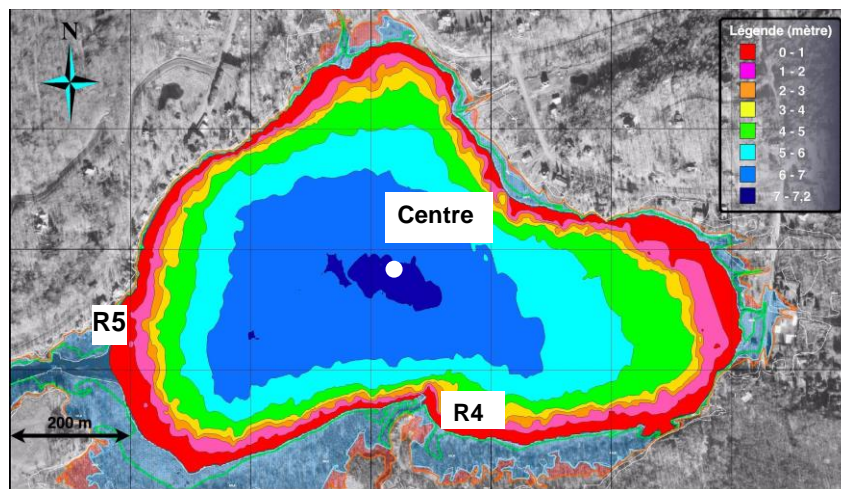 N
Légende (mètre)
0 - 1
1 - 2
2 - 3
3 - 4
4 - 5
5 - 6
6 - 7
7 - 7,2
Centre
R5
R4
200 m